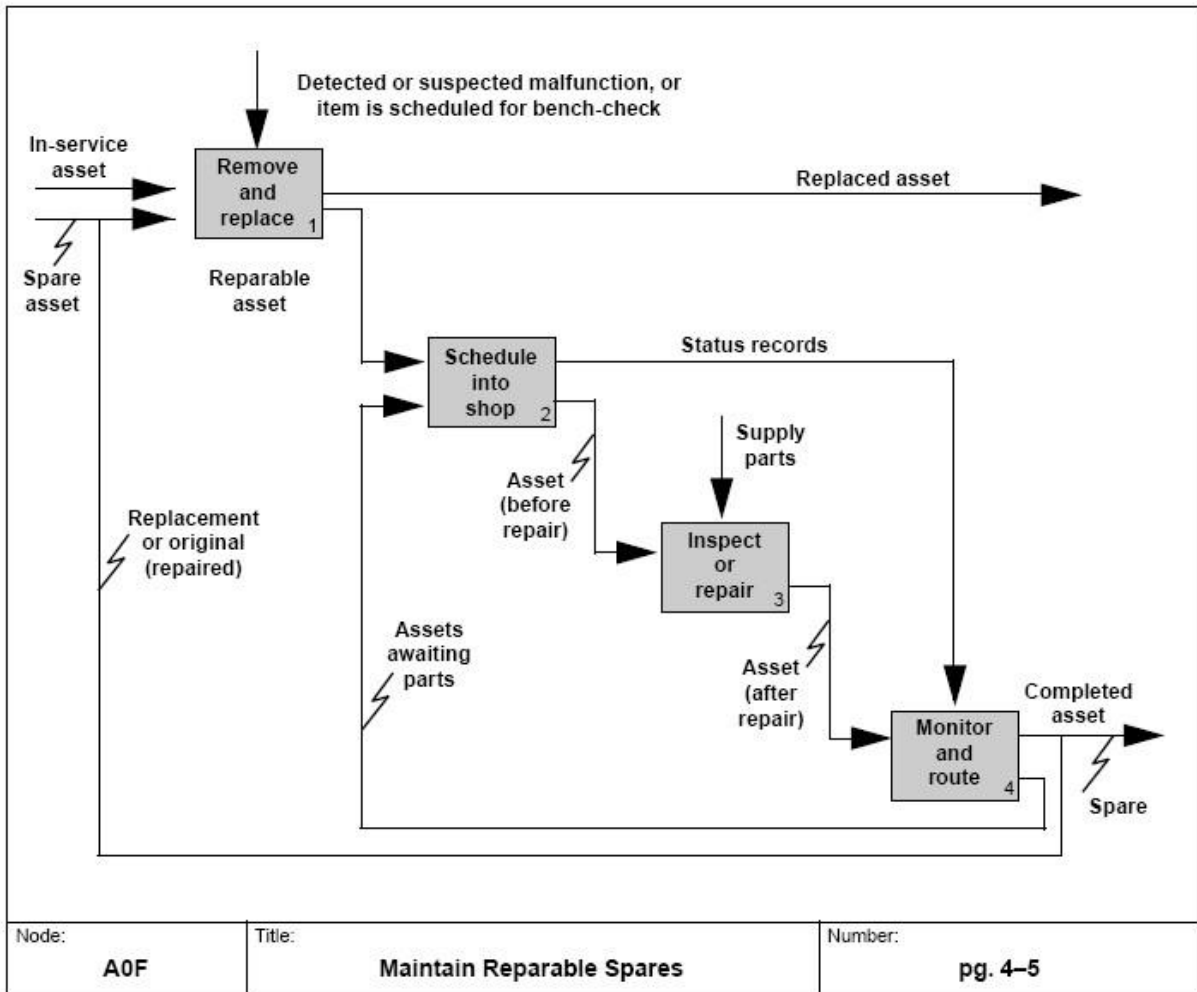 Detected or suspected malfunction, or
item is scheduled for bench-check
In-service
asset
Remove
and
replace
1
Replaced asset
Spare
asset
Reparable
asset
Schedule
into
shop
2
Status records
Supply
parts
Asset
(before
repair)
Replacement
or original
(repaired)
Inspect
or
repair
3
Assets
awaiting
parts
Asset
(after
repair)
Completed
asset
Monitor
and
route
4
Spare
Node:
A0F
Title:
Maintain Reparable Spares
Number:
pg. 4–5